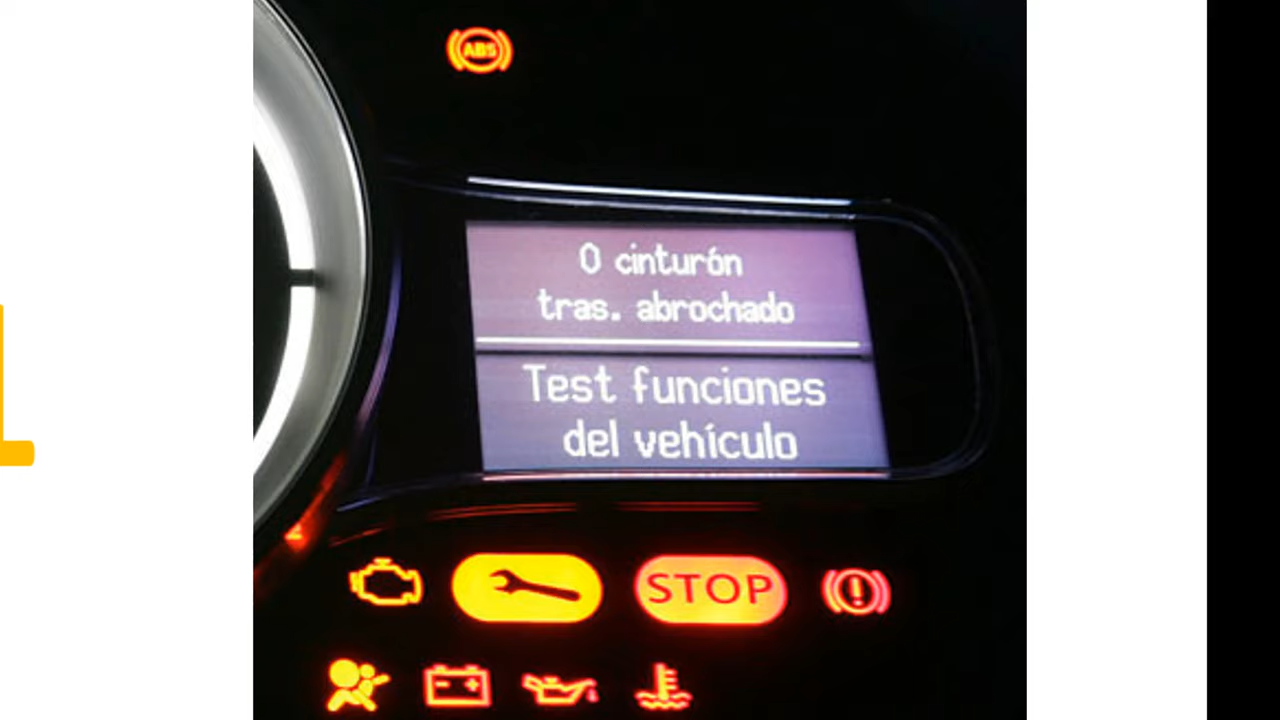 ABS
0 cinturón
tras. abrochado
Test funciones
del vehículo
STOP